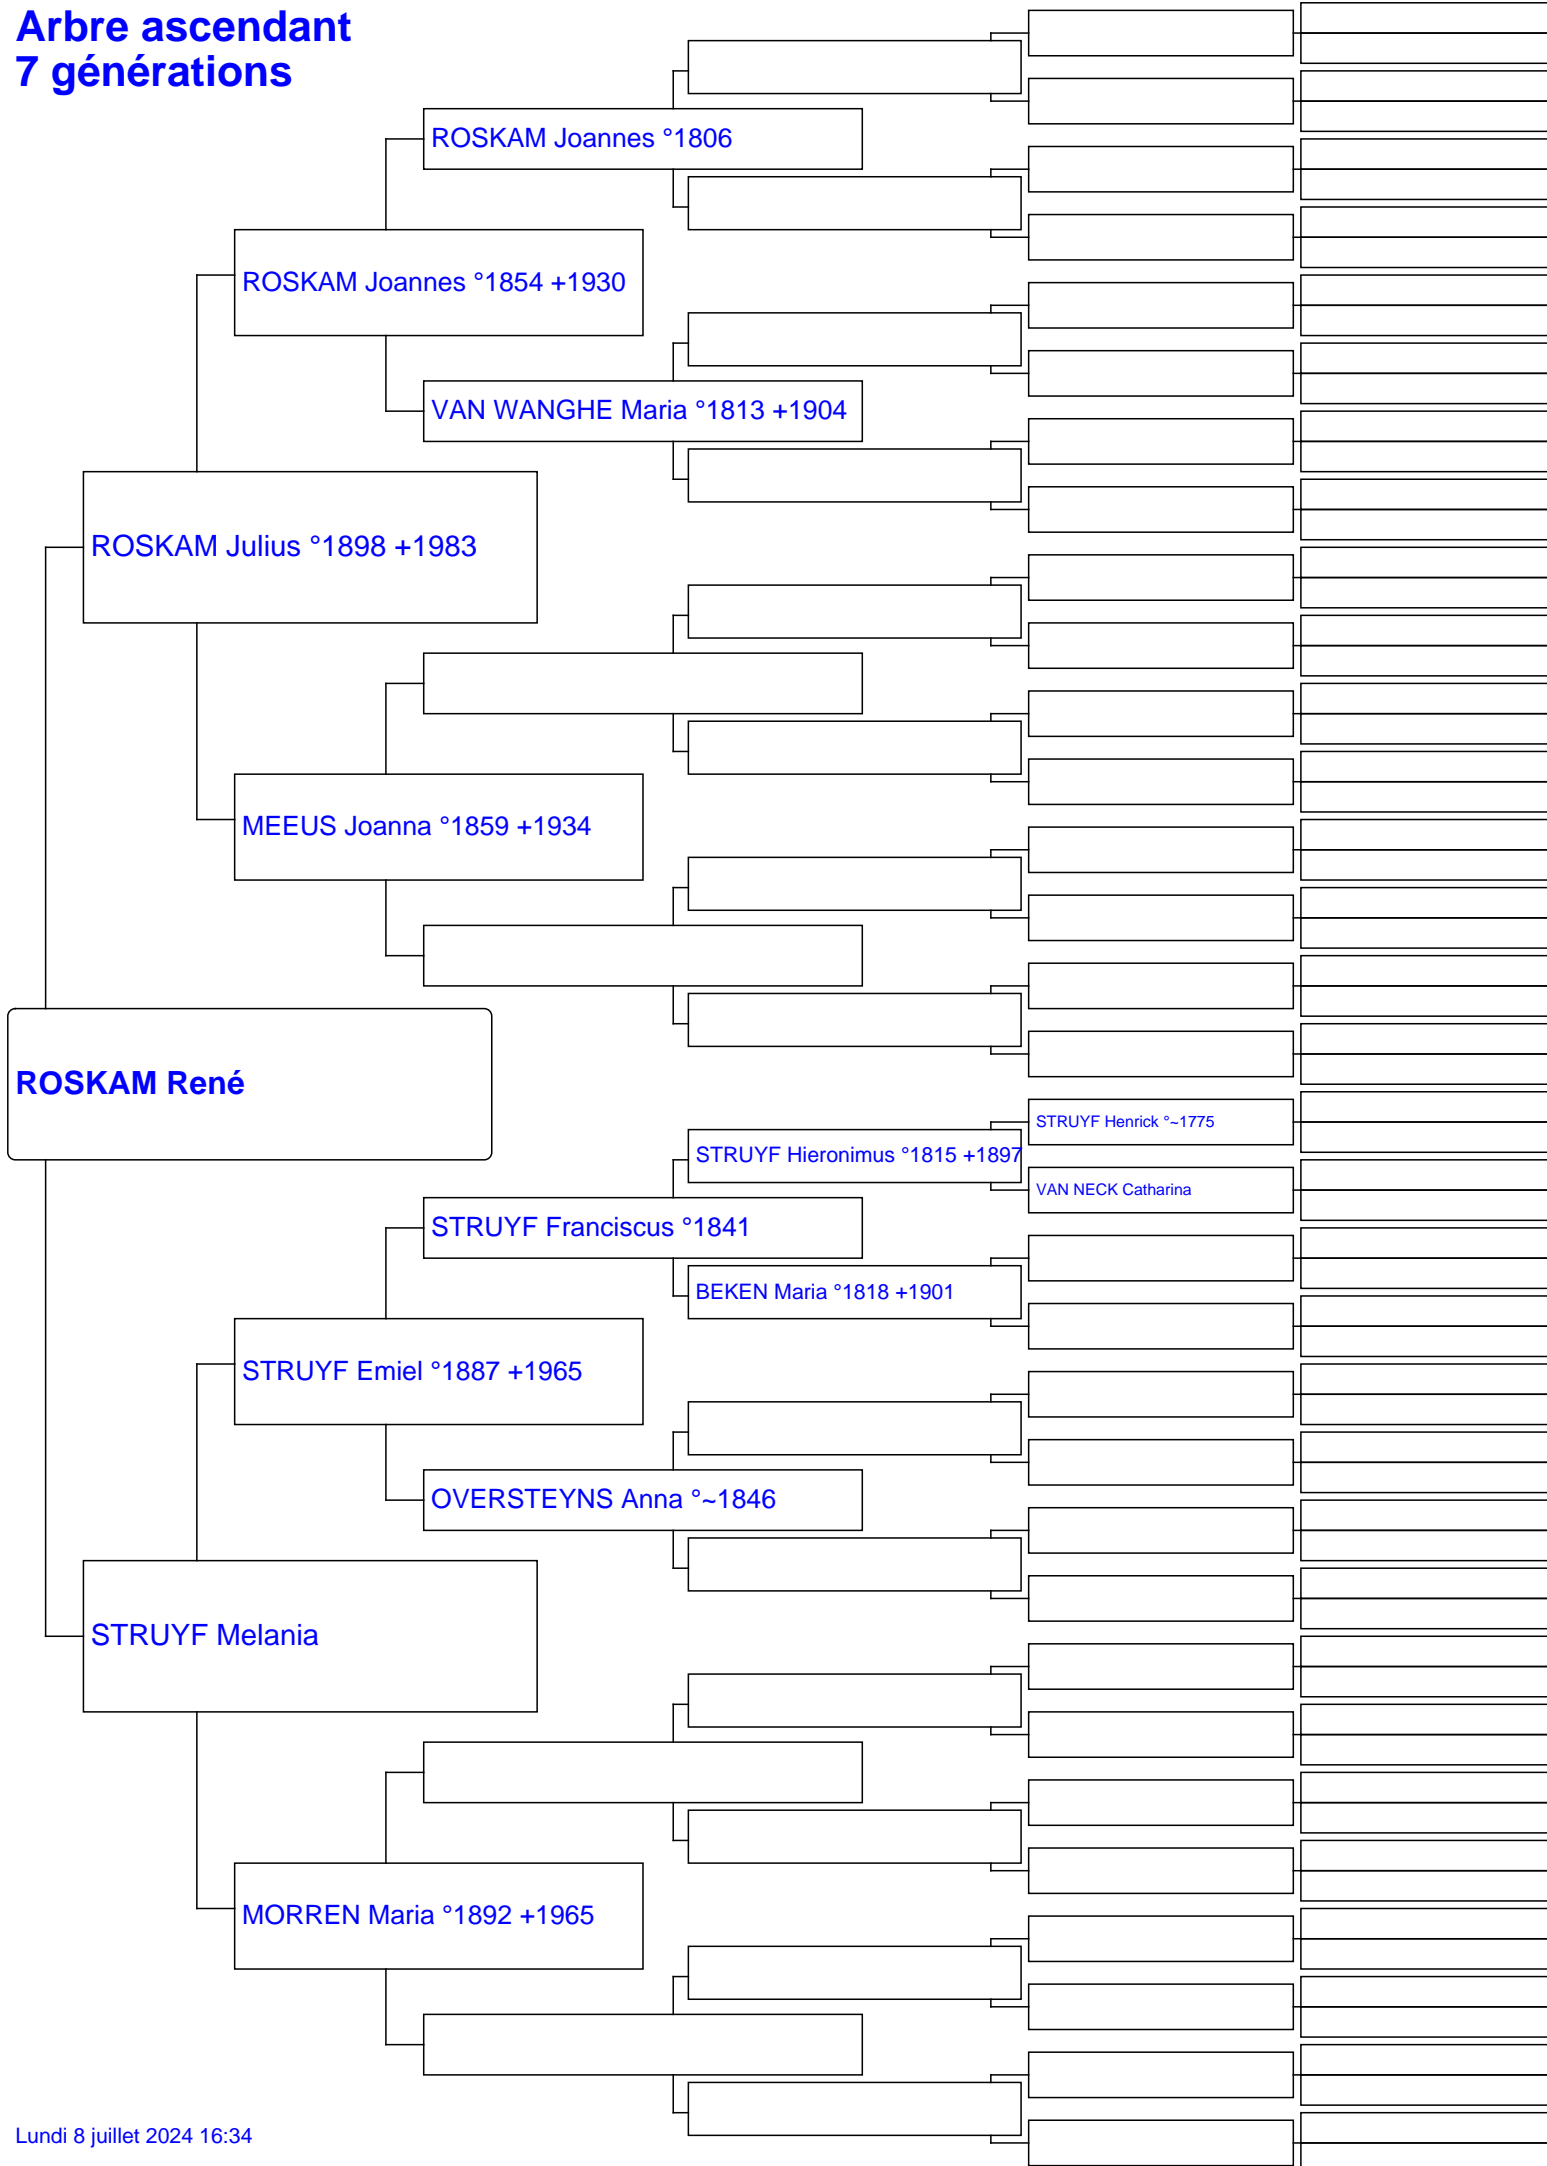 Arbre ascendant
7 générations
ROSKAM Joannes °1806
ROSKAM Joannes °1854 +1930
VAN WANGHE Maria °1813 +1904
ROSKAM Julius °1898 +1983
MEEUS Joanna °1859 +1934
ROSKAM René
STRUYF Henrick °~1775
STRUYF Hieronimus °1815 +1897
VAN NECK Catharina
STRUYF Franciscus °1841
BEKEN Maria °1818 +1901
STRUYF Emiel °1887 +1965
OVERSTEYNS Anna °~1846
STRUYF Melania
MORREN Maria °1892 +1965
Lundi 8 juillet 2024 16:34